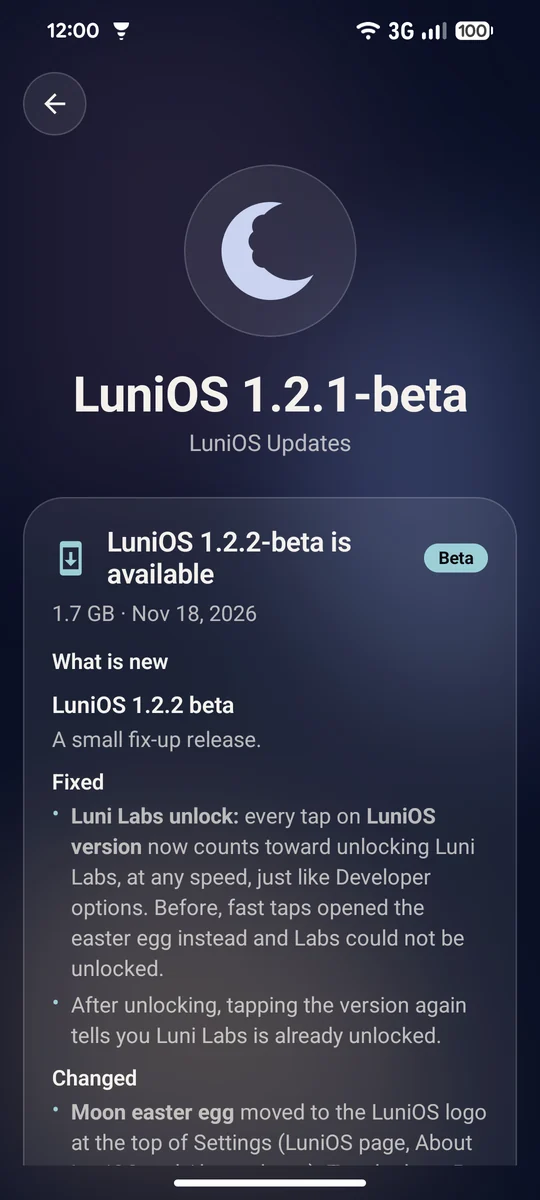 12:00
3G
100
LuniOS 1.2.1-beta
LuniOS Updates
LuniOS 1.2.2-beta is
available
Beta
1.7 GB · Nov 18, 2026
What is new
LuniOS 1.2.2 beta
A small fix-up release.
Fixed
• Luni Labs unlock: every tap on LuniOS
version now counts toward unlocking Luni
Labs, at any speed, just like Developer
options. Before, fast taps opened the
easter egg instead and Labs could not be
unlocked.
• After unlocking, tapping the version again
tells you Luni Labs is already unlocked.
Changed
• Moon easter egg moved to the LuniOS logo
at the top of Settings (LuniOS page, About